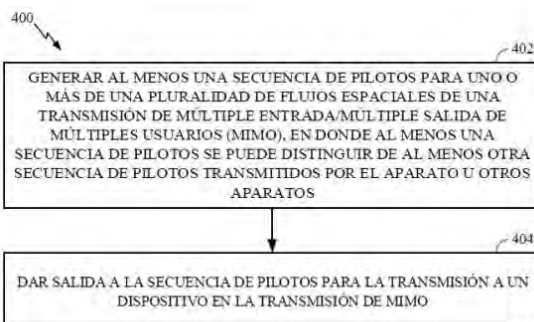 400
402
GENERAR AL MENOS UNA SECUENCIA DE PILOTOS PARA UNO O
MÁS DE UNA PLURALIDAD DE FLUJOS ESPACIALES DE UNA
TRANSMISIÓN DE MÚLTIPLE ENTRADA/MÚLTIPLE SALIDA DE
MÚLTIPLES USUARIOS (MIMO), EN DONDE AL MENOS UNA
SECUENCIA DE PILOTOS SE PUEDE DISTINGUIR DE AL MENOS OTRA
SECUENCIA DE PILOTOS TRANSMITIDOS POR EL APARATO U OTROS
APARATOS
404
DAR SALIDA A LA SECUENCIA DE PILOTOS PARA LA TRANSMISIÓN A UN
DISPOSITIVO EN LA TRANSMISIÓN DE MIMO